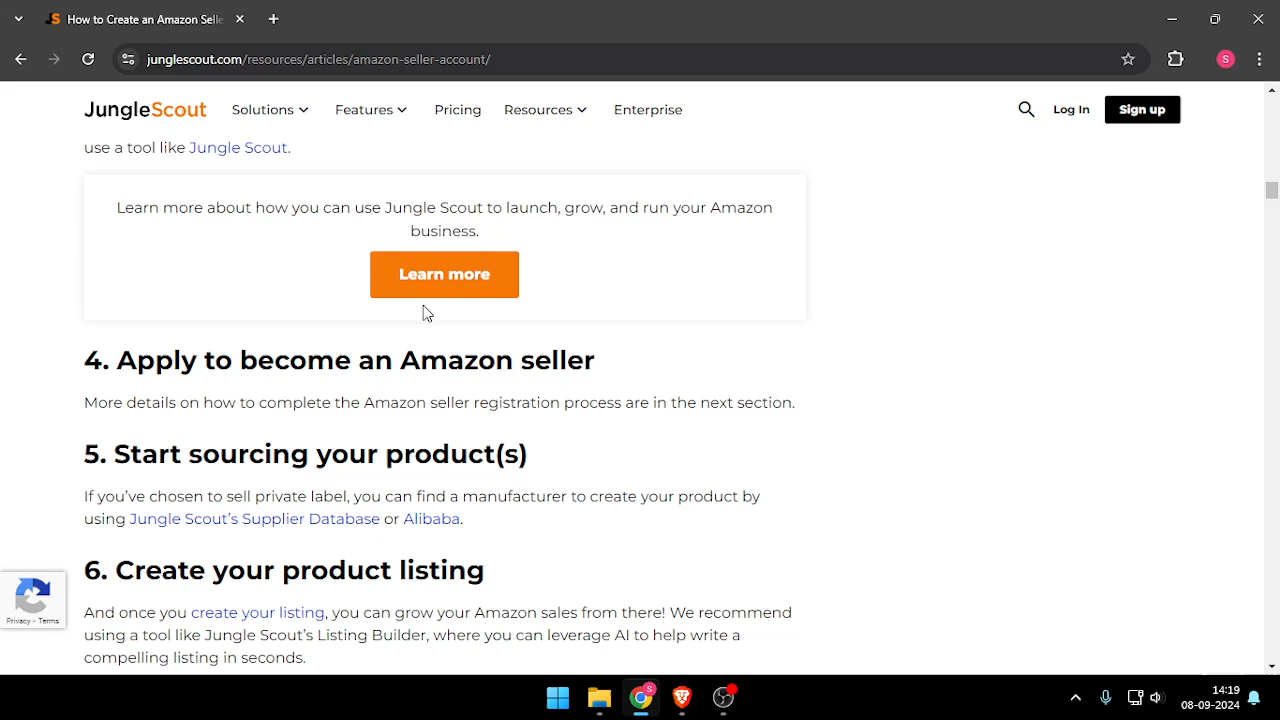 How to Create an Amazon Selle
junglescout.com/resources/articles/amazon-seller-account/
S
JungleScout
Solutions
Features
Pricing
Resources
Enterprise
Log In
Sign up
use a tool like Jungle Scout.
Learn more about how you can use Jungle Scout to launch, grow, and run your Amazon
business.
Learn more
4. Apply to become an Amazon seller
More details on how to complete the Amazon seller registration process are in the next section.
5. Start sourcing your product(s)
If you’ve chosen to sell private label, you can find a manufacturer to create your product by
using Jungle Scout’s Supplier Database or Alibaba.
6. Create your product listing
And once you create your listing, you can grow your Amazon sales from there! We recommend
using a tool like Jungle Scout’s Listing Builder, where you can leverage AI to help write a
compelling listing in seconds.
Privacy - Terms
14:19
08-09-2024